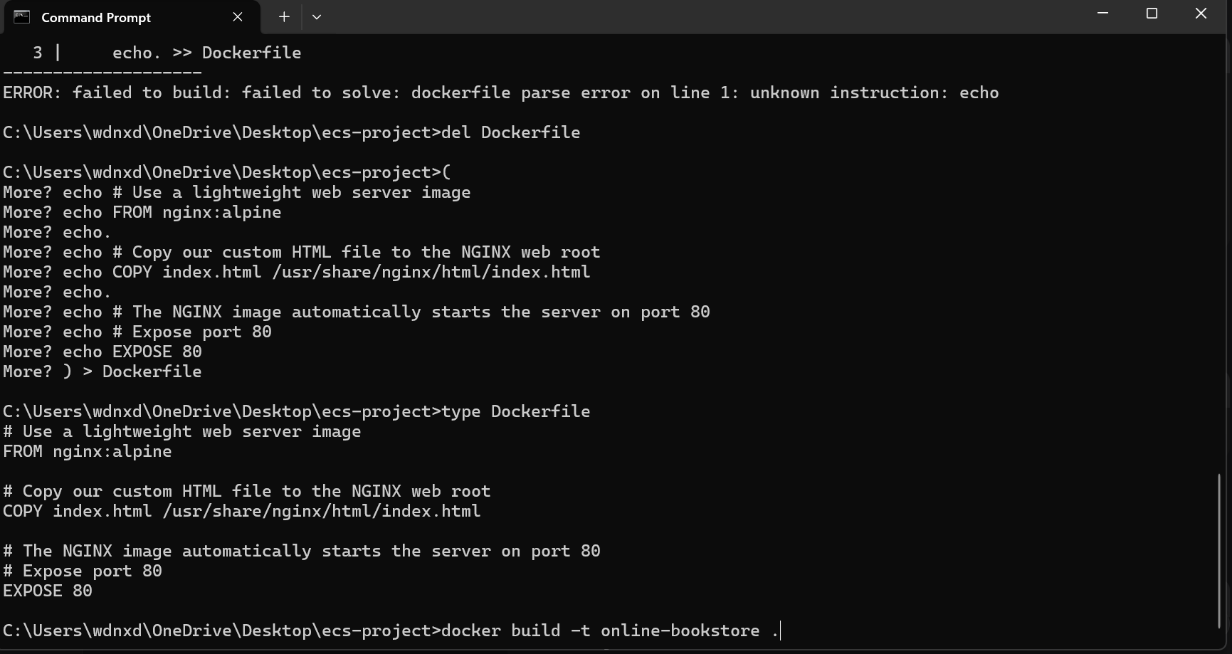 Command Prompt
3 |      echo. >> Dockerfile
--------------------
ERROR: failed to build: failed to solve: dockerfile parse error on line 1: unknown instruction: echo
C:\Users\wdnxd\OneDrive\Desktop\ecs-project>del Dockerfile
C:\Users\wdnxd\OneDrive\Desktop\ecs-project>(
More? echo # Use a lightweight web server image
More? echo FROM nginx:alpine
More? echo.
More? echo # Copy our custom HTML file to the NGINX web root
More? echo COPY index.html /usr/share/nginx/html/index.html
More? echo.
More? echo # The NGINX image automatically starts the server on port 80
More? echo # Expose port 80
More? echo EXPOSE 80
More? ) > Dockerfile
C:\Users\wdnxd\OneDrive\Desktop\ecs-project>type Dockerfile
# Use a lightweight web server image
FROM nginx:alpine
# Copy our custom HTML file to the NGINX web root
COPY index.html /usr/share/nginx/html/index.html
# The NGINX image automatically starts the server on port 80
# Expose port 80
EXPOSE 80
C:\Users\wdnxd\OneDrive\Desktop\ecs-project>docker build -t online-bookstore .